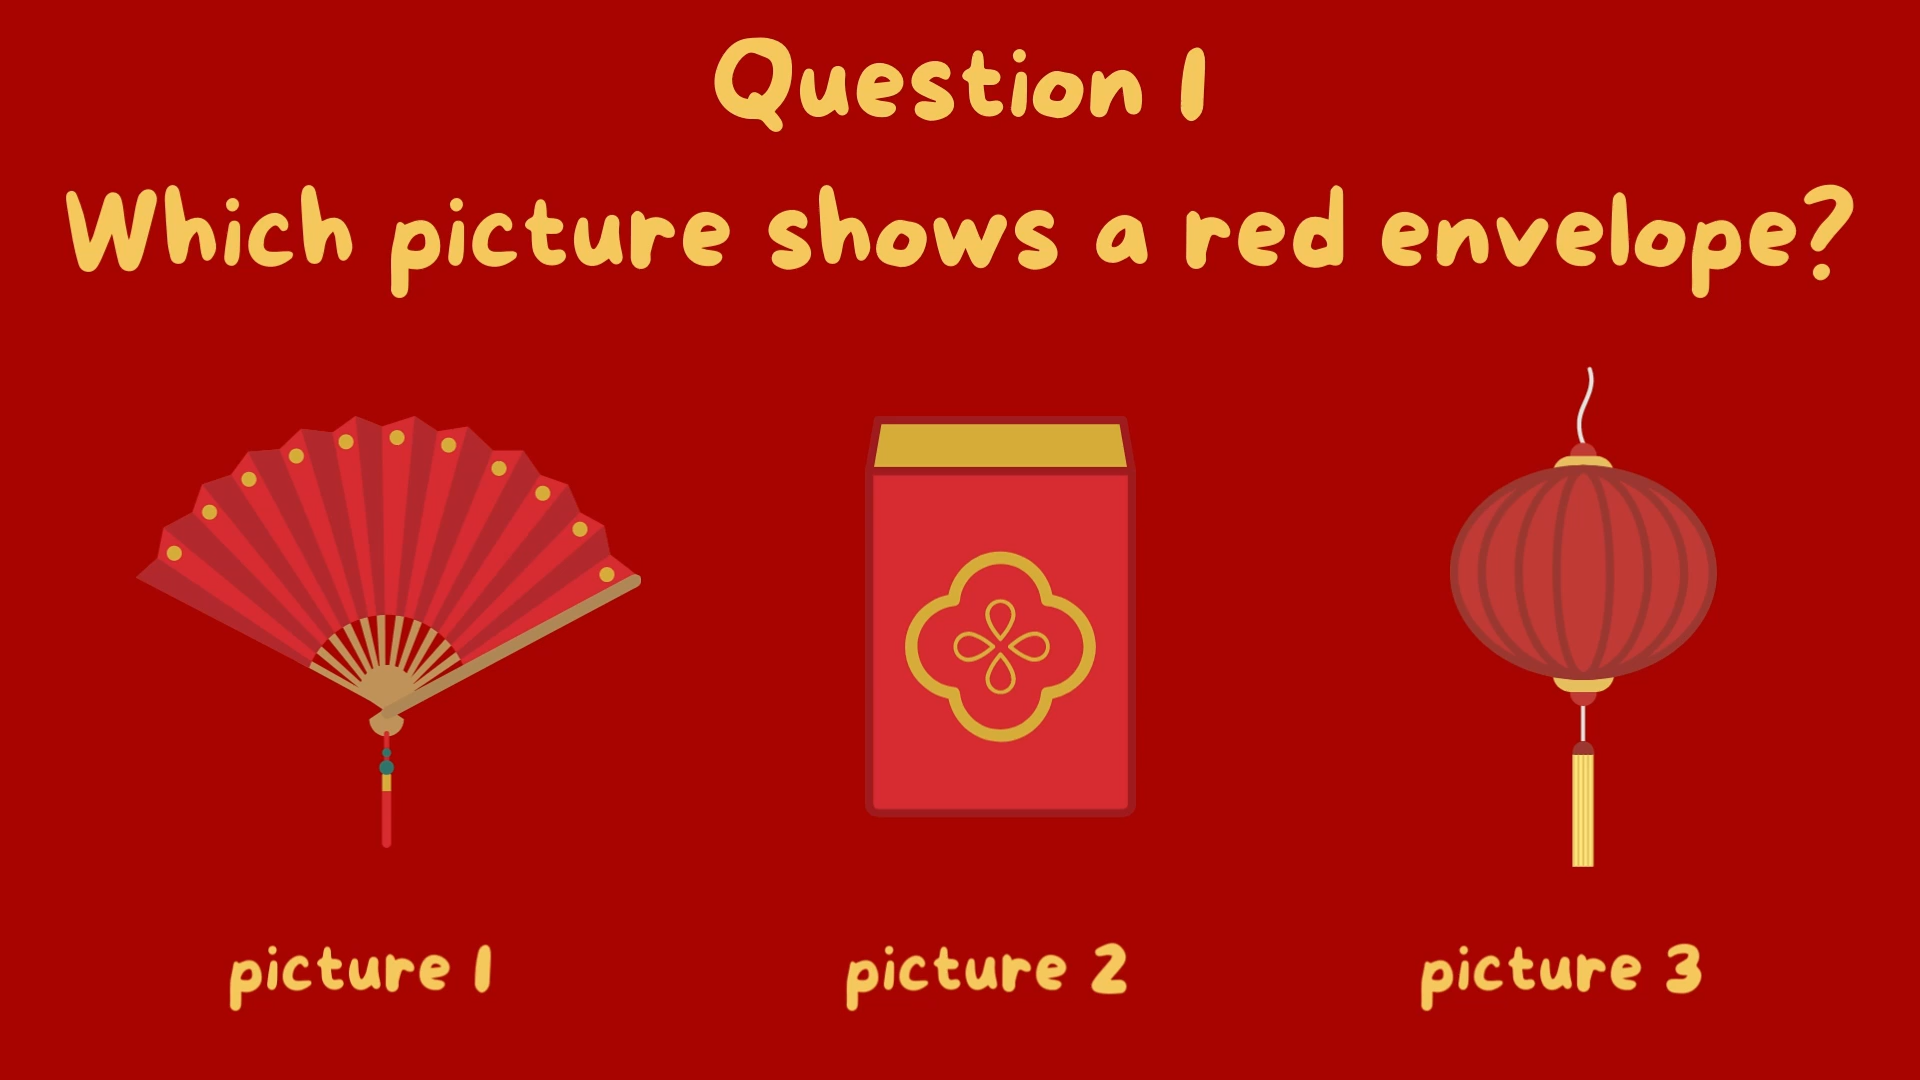 Question 1
Which picture shows a red envelope?
picture 1
picture 2
picture 3